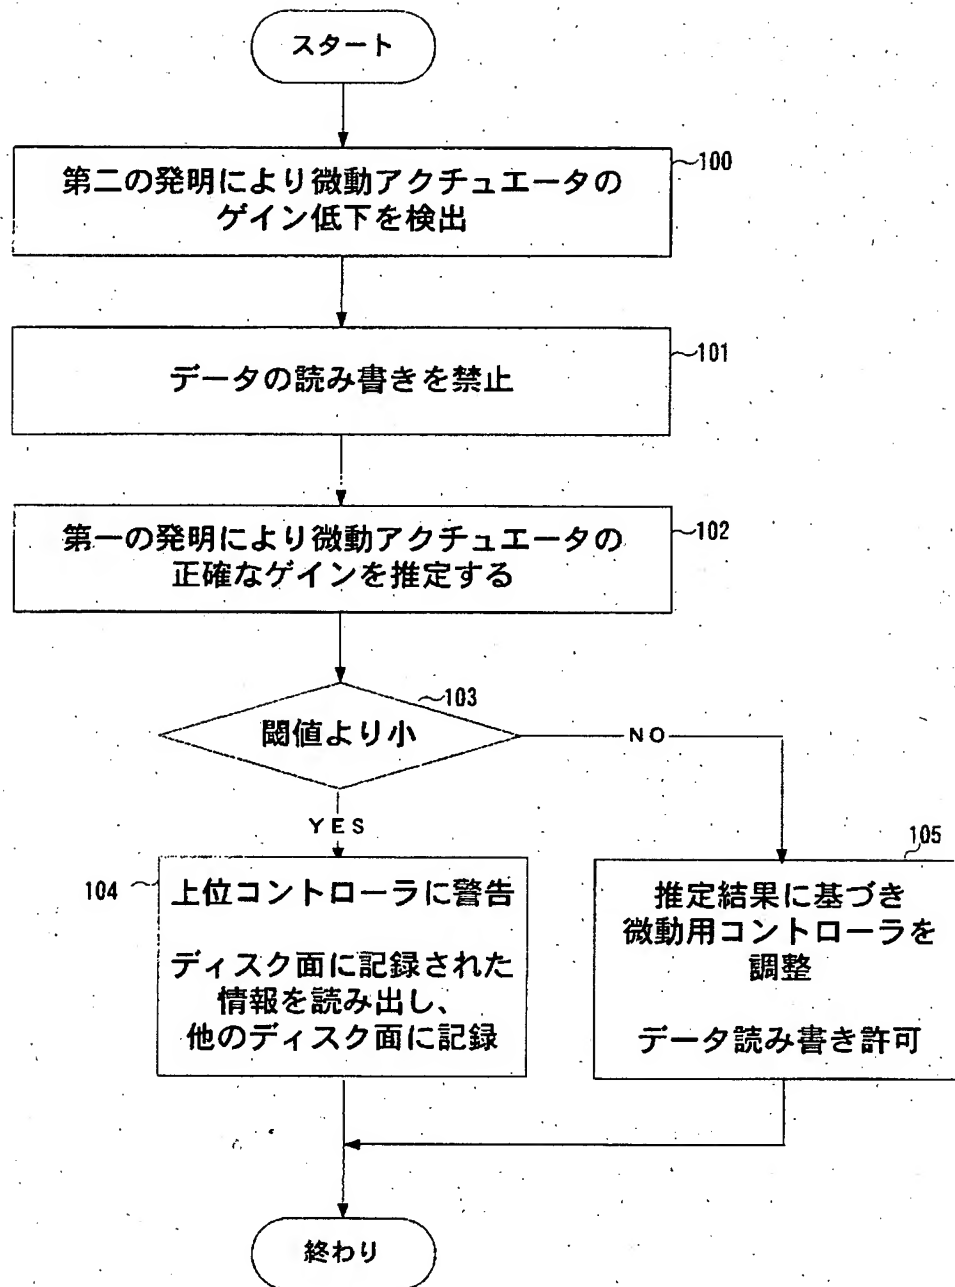 スタート
100
第二の発明により微動アクチュエータの
ゲイン低下を検出
101
データの読み書きを禁止
102
第一の発明により微動アクチュエータの
正確なゲインを推定する
103
閾値より小
NO
YES
104
上位コントローラに警告
ディスク面に記録された
情報を読み出し、
他のディスク面に記録
105
推定結果に基づき
微動用コントローラを
調整
データ読み書き許可
終わり